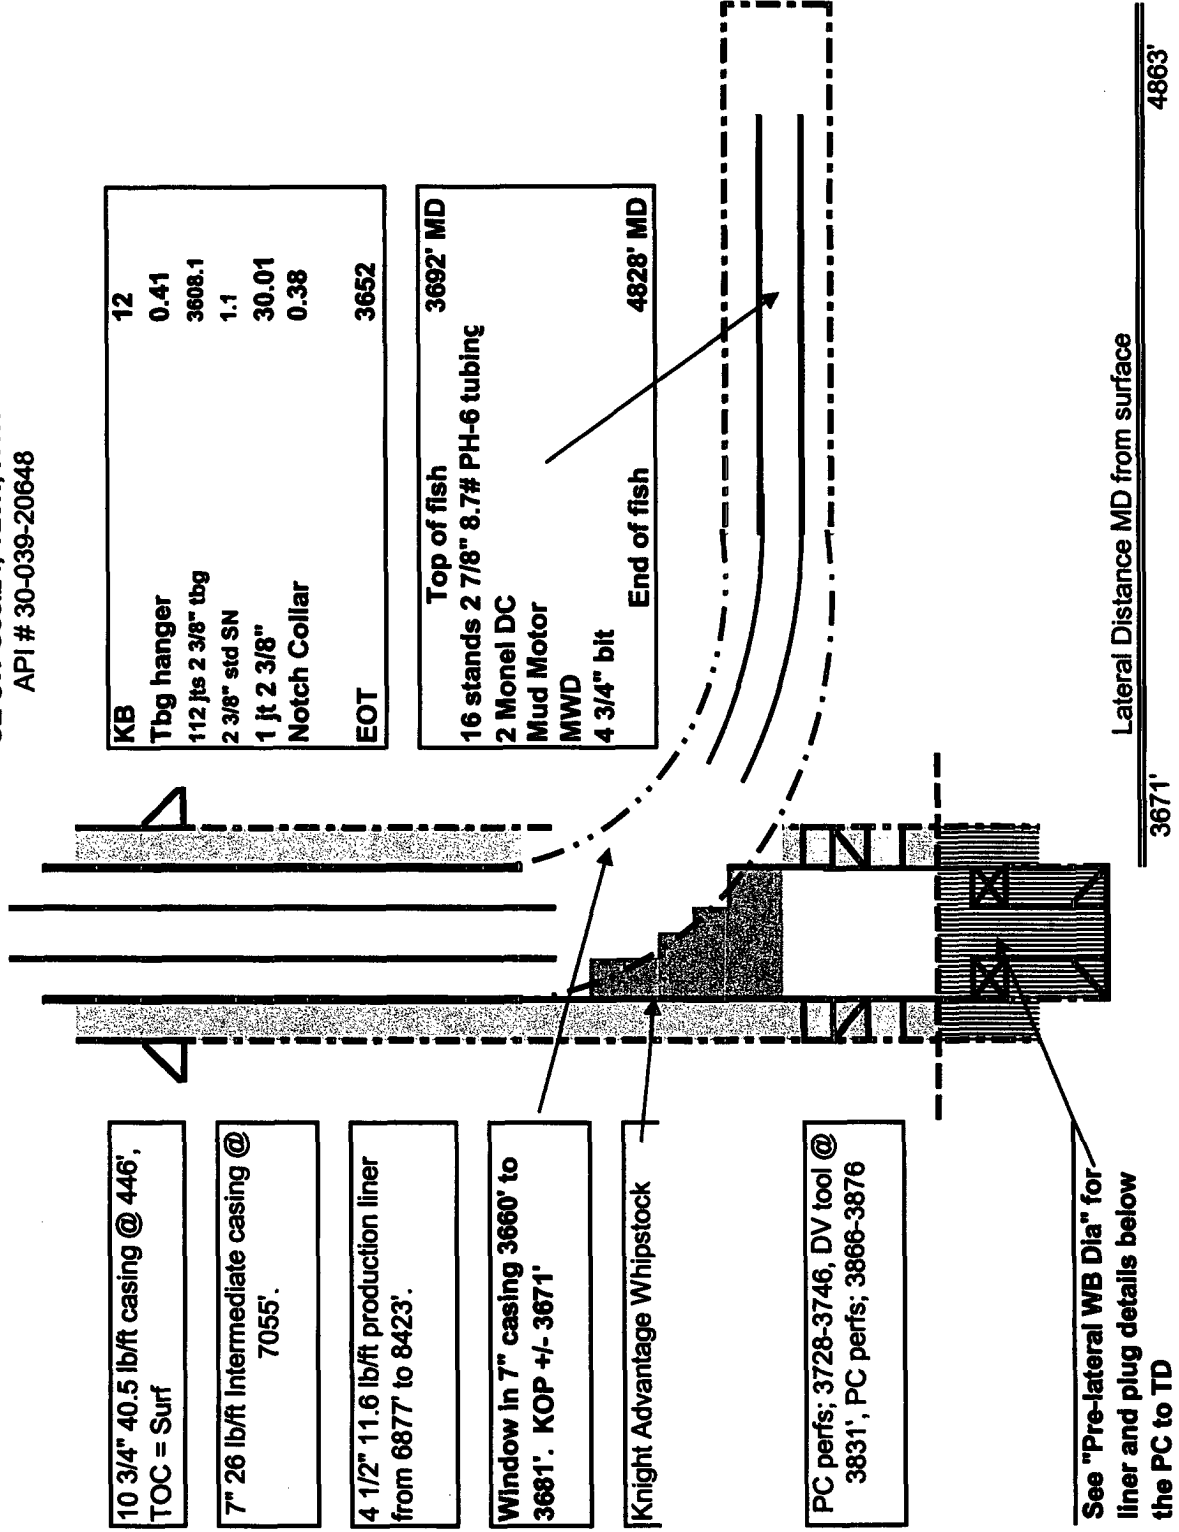 API # 30-039-20648
10 3/4" 40.5 lb/ft casing @ 446',
TOC = Surf
7" 26 lb/ft Intermediate casing @
7055'.
4 1/2" 11.6 lb/ft production liner
from 6877' to 8423'.
Window in 7" casing 3660' to
3681'. KOP +/- 3671'
Knight Advantage Whipstock
PC perfs; 3728-3746, DV tool @
3831', PC perfs; 3866-3876
See "Pre-lateral WB Dia" for
liner and plug details below
the PC to TD
KB 12
Tbg hanger 0.41
112 jts 2 3/8" tbg 3608.1
2 3/8" std SN 1.1
1 jt 2 3/8" 30.01
Notch Collar 0.38
EOT 3652
Top of fish 3692' MD
16 stands 2 7/8" 8.7# PH-6 tubing
2 Monel DC
Mud Motor
MWD
4 3/4" bit
End of fish 4828' MD
Lateral Distance MD from surface
3671' 4863'